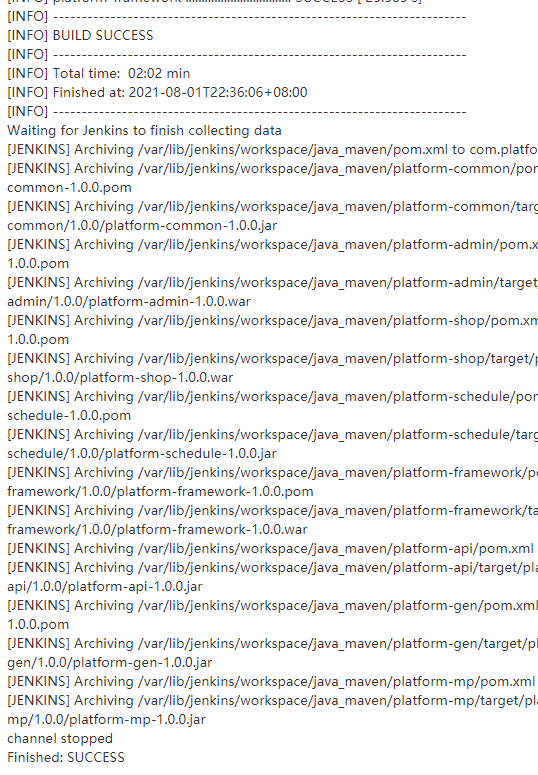 [INFO] ------------------------------------------------------------------------
[INFO] BUILD SUCCESS
[INFO] ------------------------------------------------------------------------
[INFO] Total time:  02:02 min
[INFO] Finished at: 2021-08-01T22:36:06+08:00
[INFO] ------------------------------------------------------------------------
Waiting for Jenkins to finish collecting data
[JENKINS] Archiving /var/lib/jenkins/workspace/java_maven/pom.xml to com.platfo
[JENKINS] Archiving /var/lib/jenkins/workspace/java_maven/platform-common/por
common-1.0.0.pom
[JENKINS] Archiving /var/lib/jenkins/workspace/java_maven/platform-common/targ
common/1.0.0/platform-common-1.0.0.jar
[JENKINS] Archiving /var/lib/jenkins/workspace/java_maven/platform-admin/pom.x
1.0.0.pom
[JENKINS] Archiving /var/lib/jenkins/workspace/java_maven/platform-admin/target,
admin/1.0.0/platform-admin-1.0.0.war
[JENKINS] Archiving /var/lib/jenkins/workspace/java_maven/platform-shop/pom.xm
1.0.0.pom
[JENKINS] Archiving /var/lib/jenkins/workspace/java_maven/platform-shop/target/p
shop/1.0.0/platform-shop-1.0.0.war
[JENKINS] Archiving /var/lib/jenkins/workspace/java_maven/platform-schedule/por
schedule-1.0.0.pom
[JENKINS] Archiving /var/lib/jenkins/workspace/java_maven/platform-schedule/targ
schedule/1.0.0/platform-schedule-1.0.0.jar
[JENKINS] Archiving /var/lib/jenkins/workspace/java_maven/platform-framework/po
framework/1.0.0/platform-framework-1.0.0.pom
[JENKINS] Archiving /var/lib/jenkins/workspace/java_maven/platform-framework/ta
framework/1.0.0/platform-framework-1.0.0.war
[JENKINS] Archiving /var/lib/jenkins/workspace/java_maven/platform-api/pom.xml
[JENKINS] Archiving /var/lib/jenkins/workspace/java_maven/platform-api/target/pla
api/1.0.0/platform-api-1.0.0.jar
[JENKINS] Archiving /var/lib/jenkins/workspace/java_maven/platform-gen/pom.xml
1.0.0.pom
[JENKINS] Archiving /var/lib/jenkins/workspace/java_maven/platform-gen/target/pl
gen/1.0.0/platform-gen-1.0.0.jar
[JENKINS] Archiving /var/lib/jenkins/workspace/java_maven/platform-mp/pom.xml
[JENKINS] Archiving /var/lib/jenkins/workspace/java_maven/platform-mp/target/pla
mp/1.0.0/platform-mp-1.0.0.jar
channel stopped
Finished: SUCCESS